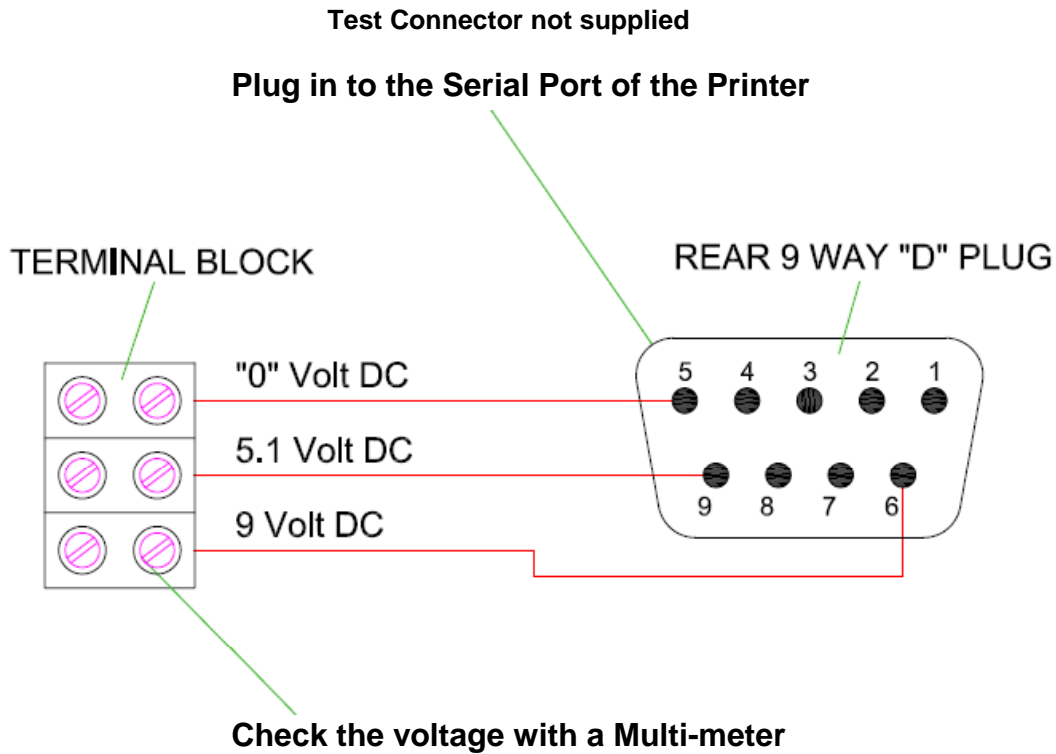 Test Connector not supplied
Plug in to the Serial Port of the Printer
TERMINAL BLOCK
REAR 9 WAY "D" PLUG
"0" Volt DC
5.1 Volt DC
9 Volt DC
5 4 3 2 1
9 8 7 6
Check the voltage with a Multi-meter